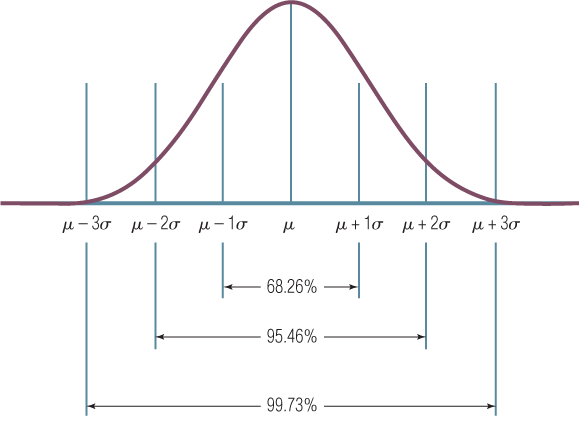 μ − 3σ μ − 2σ μ − 1σ μ μ + 1σ μ + 2σ μ + 3σ
68.26%
95.46%
99.73%